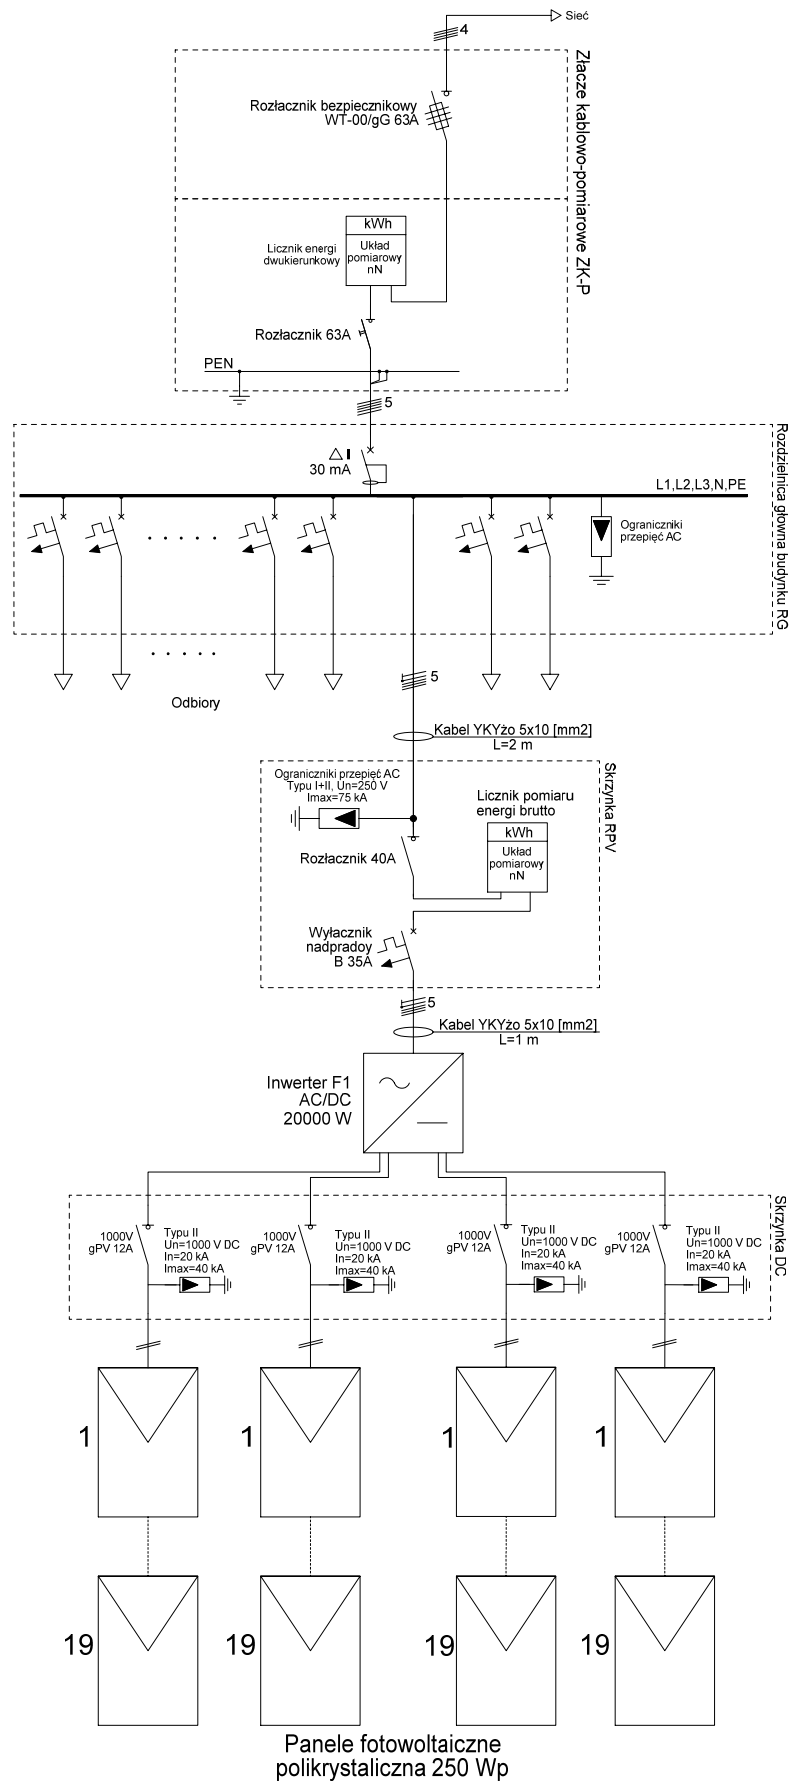 Sieć
4
Złacze kablowo-pomiarowe ZK-P
Rozłacznik bezpiecznikowy
WT-00/gG 63A
kWh
Układ
pomiarowy
nN
Licznik energi
dwukierunkowy
Rozłacznik 63A
PEN
5
Rozdzielnica głowna budynku RG
△ I
30 mA
L1,L2,L3,N,PE
Ograniczniki
przepięć AC
. . . . .
. . . . .
Odbiory
5
Kabel YKYżo 5x10 [mm2]
L=2 m
Skrzynka RPV
Ograniczniki przepięć AC
Typu I+II, Un=250 V
Imax=75 kA
Licznik pomiaru
energi brutto
kWh
Układ
pomiarowy
nN
Rozłacznik 40A
Wyłacznik
nadpradoy
B 35A
5
Kabel YKYżo 5x10 [mm2]
L=1 m
Inwerter F1
AC/DC
20000 W
Skrzynka DC
1000V
gPV 12A
Typu II
Un=1000 V DC
In=20 kA
Imax=40 kA
1000V
gPV 12A
Typu II
Un=1000 V DC
In=20 kA
Imax=40 kA
1000V
gPV 12A
Typu II
Un=1000 V DC
In=20 kA
Imax=40 kA
1000V
gPV 12A
Typu II
Un=1000 V DC
In=20 kA
Imax=40 kA
1
1
1
1
19
19
19
19
Panele fotowoltaiczne
polikrystaliczna 250 Wp